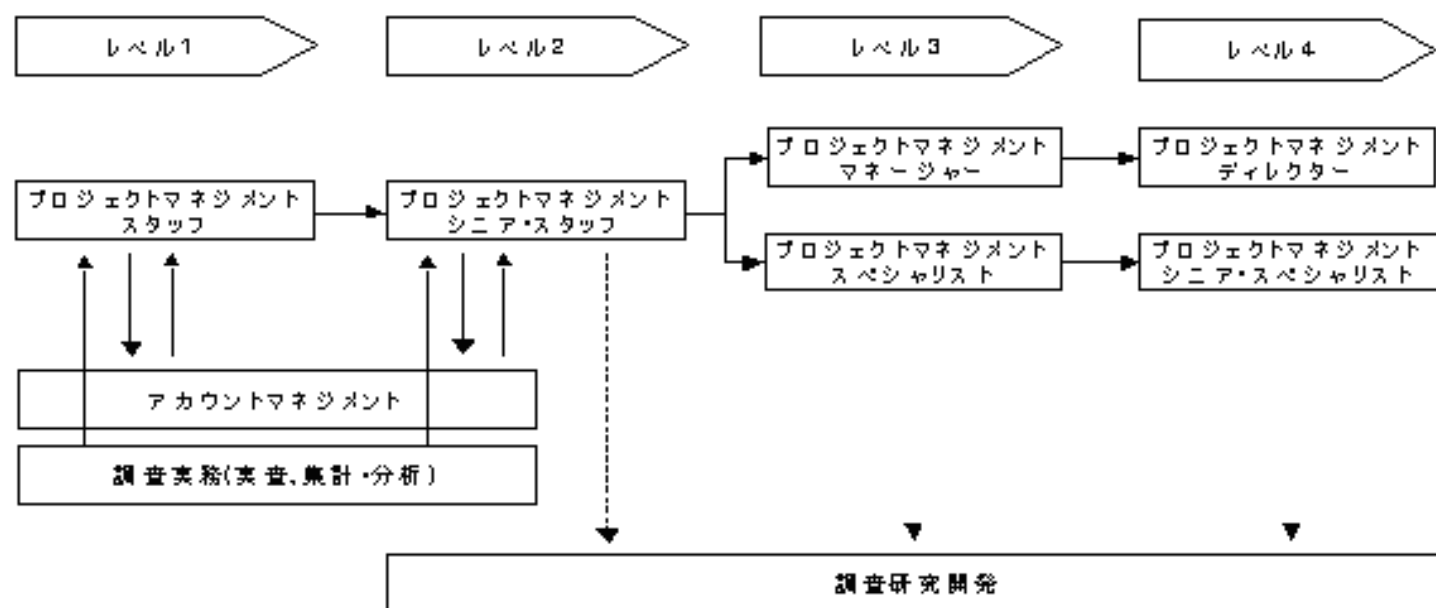 レベル1
レベル2
レベル3
レベル4
プロジェクトマネジメント
スタッフ
プロジェクトマネジメント
シニア・スタッフ
プロジェクトマネジメント
マネージャー
プロジェクトマネジメント
ディレクター
プロジェクトマネジメント
スペシャリスト
プロジェクトマネジメント
シニア・スペシャリスト
アカウントマネジメント
調査実務(実査、集計・分析)
調査研究開発